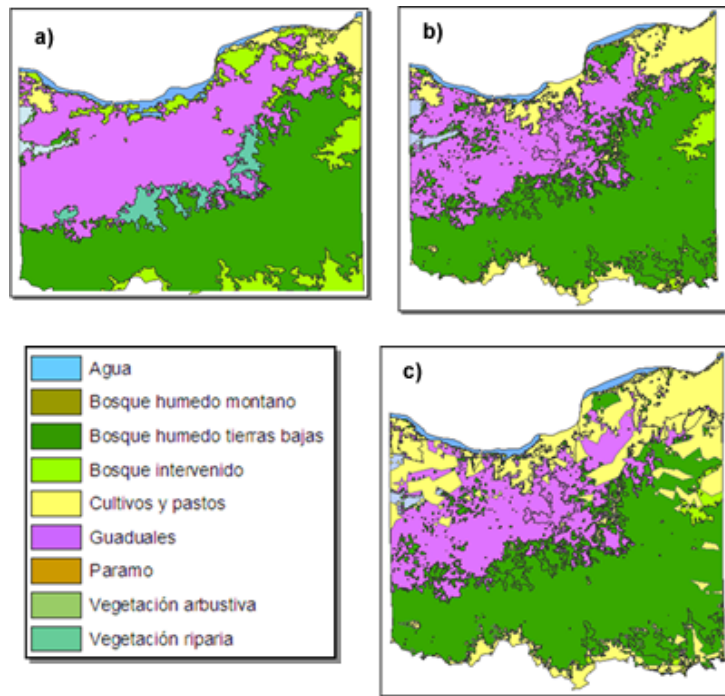 a)
b)
Agua
Bosque humedo montano
Bosque humedo tierras bajas
Bosque intervenido
Cultivos y pastos
Guaduales
Paramo
Vegetación arbustiva
Vegetación riparia
c)